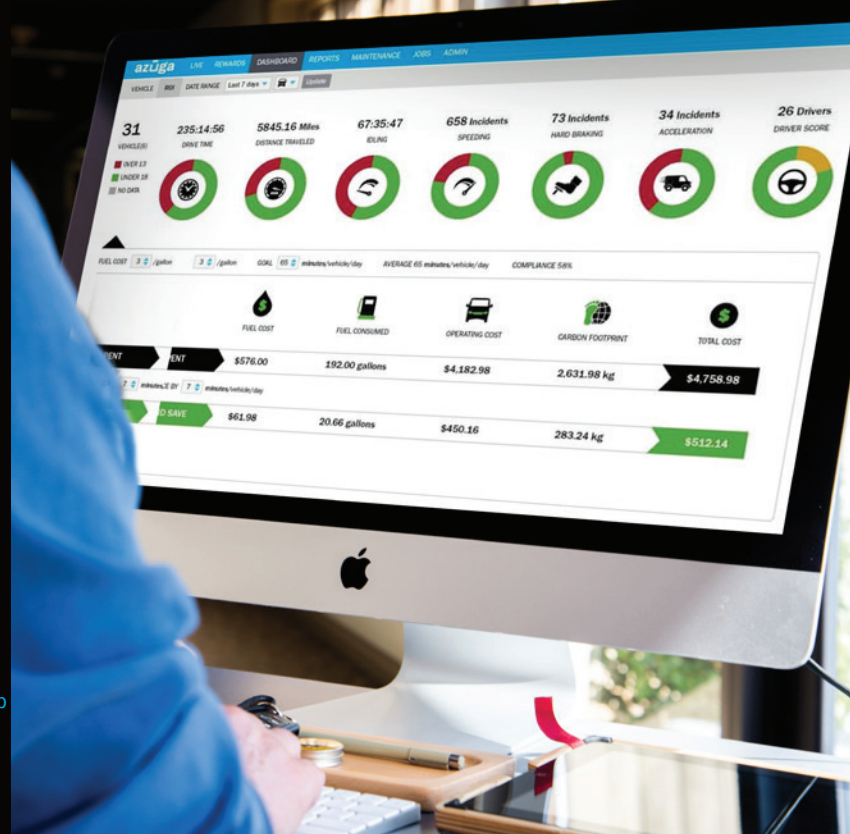 azūga LIVE REWARDS DASHBOARD REPORTS MAINTENANCE JOBS ADMIN
VEHICLE ROI DATE RANGE Last 7 days Update
31 235:14:56 5845.16 Miles 67:35:47 658 Incidents 73 Incidents 34 Incidents 26 Drivers
VEHICLE(S) DRIVE TIME DISTANCE TRAVELED IDLING SPEEDING HARD BRAKING ACCELERATION DRIVER SCORE
OVER 13
UNDER 18
NO DATA
FUEL COST 3 /gallon 3 /gallon GOAL 65 minutes/vehicle/day AVERAGE 65 minutes/vehicle/day COMPLIANCE 58%
FUEL COST FUEL CONSUMED OPERATING COST CARBON FOOTPRINT TOTAL COST
RENT ENT $576.00 192.00 gallons $4,182.98 2,631.98 kg $4,758.98
7 minutes E BY 7 minutes/vehicle/day
D SAVE $61.98 20.66 gallons $450.16 283.24 kg $512.14